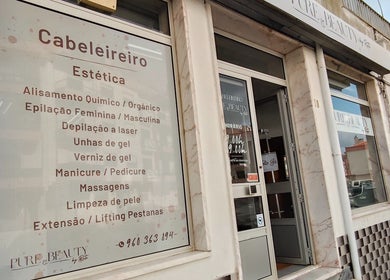 Cabeleireiro
Estética
Alisamento Químico / Orgânico
Epilação Feminina / Masculina
Depilação a laser
Unhas de gel
Verniz de gel
Manicure / Pedicure
Massagens
Limpeza de pele
Extensão / Lifting Pestanas
960 363 194
PURE & BEAUTY
PURE & BEAUTY